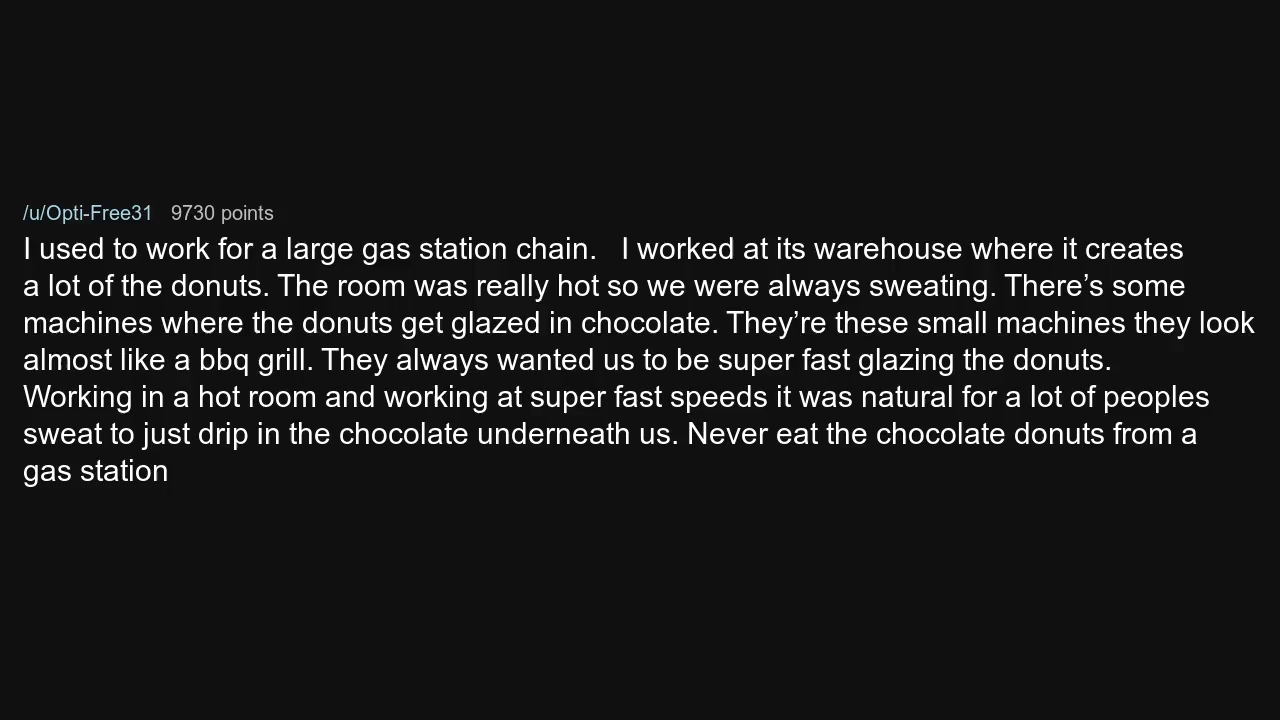 /u/Opti-Free31 9730 points
I used to work for a large gas station chain. I worked at its warehouse where it creates
a lot of the donuts. The room was really hot so we were always sweating. There’s some
machines where the donuts get glazed in chocolate. They’re these small machines they look
almost like a bbq grill. They always wanted us to be super fast glazing the donuts.
Working in a hot room and working at super fast speeds it was natural for a lot of peoples
sweat to just drip in the chocolate underneath us. Never eat the chocolate donuts from a
gas station